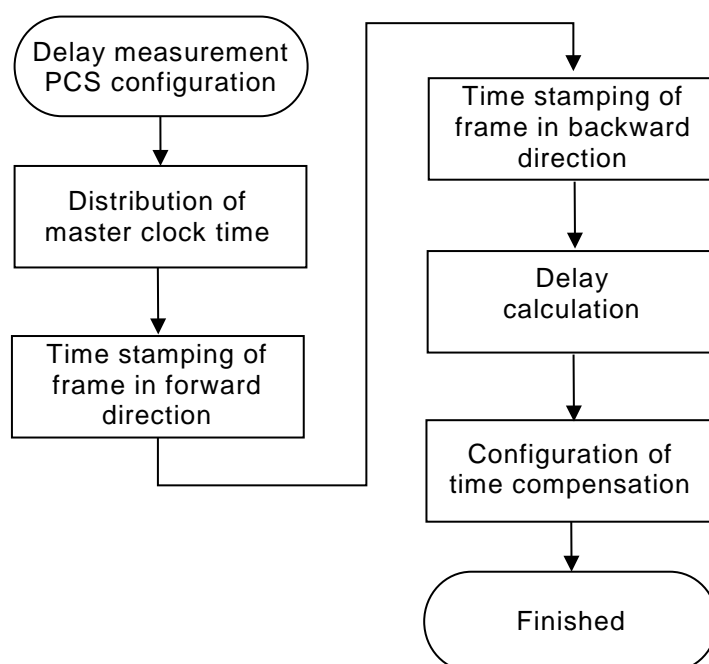 Delay measurement
PCS configuration
Distribution of
master clock time
Time stamping of
frame in forward
direction
Time stamping of
frame in backward
direction
Delay
calculation
Configuration of
time compensation
Finished